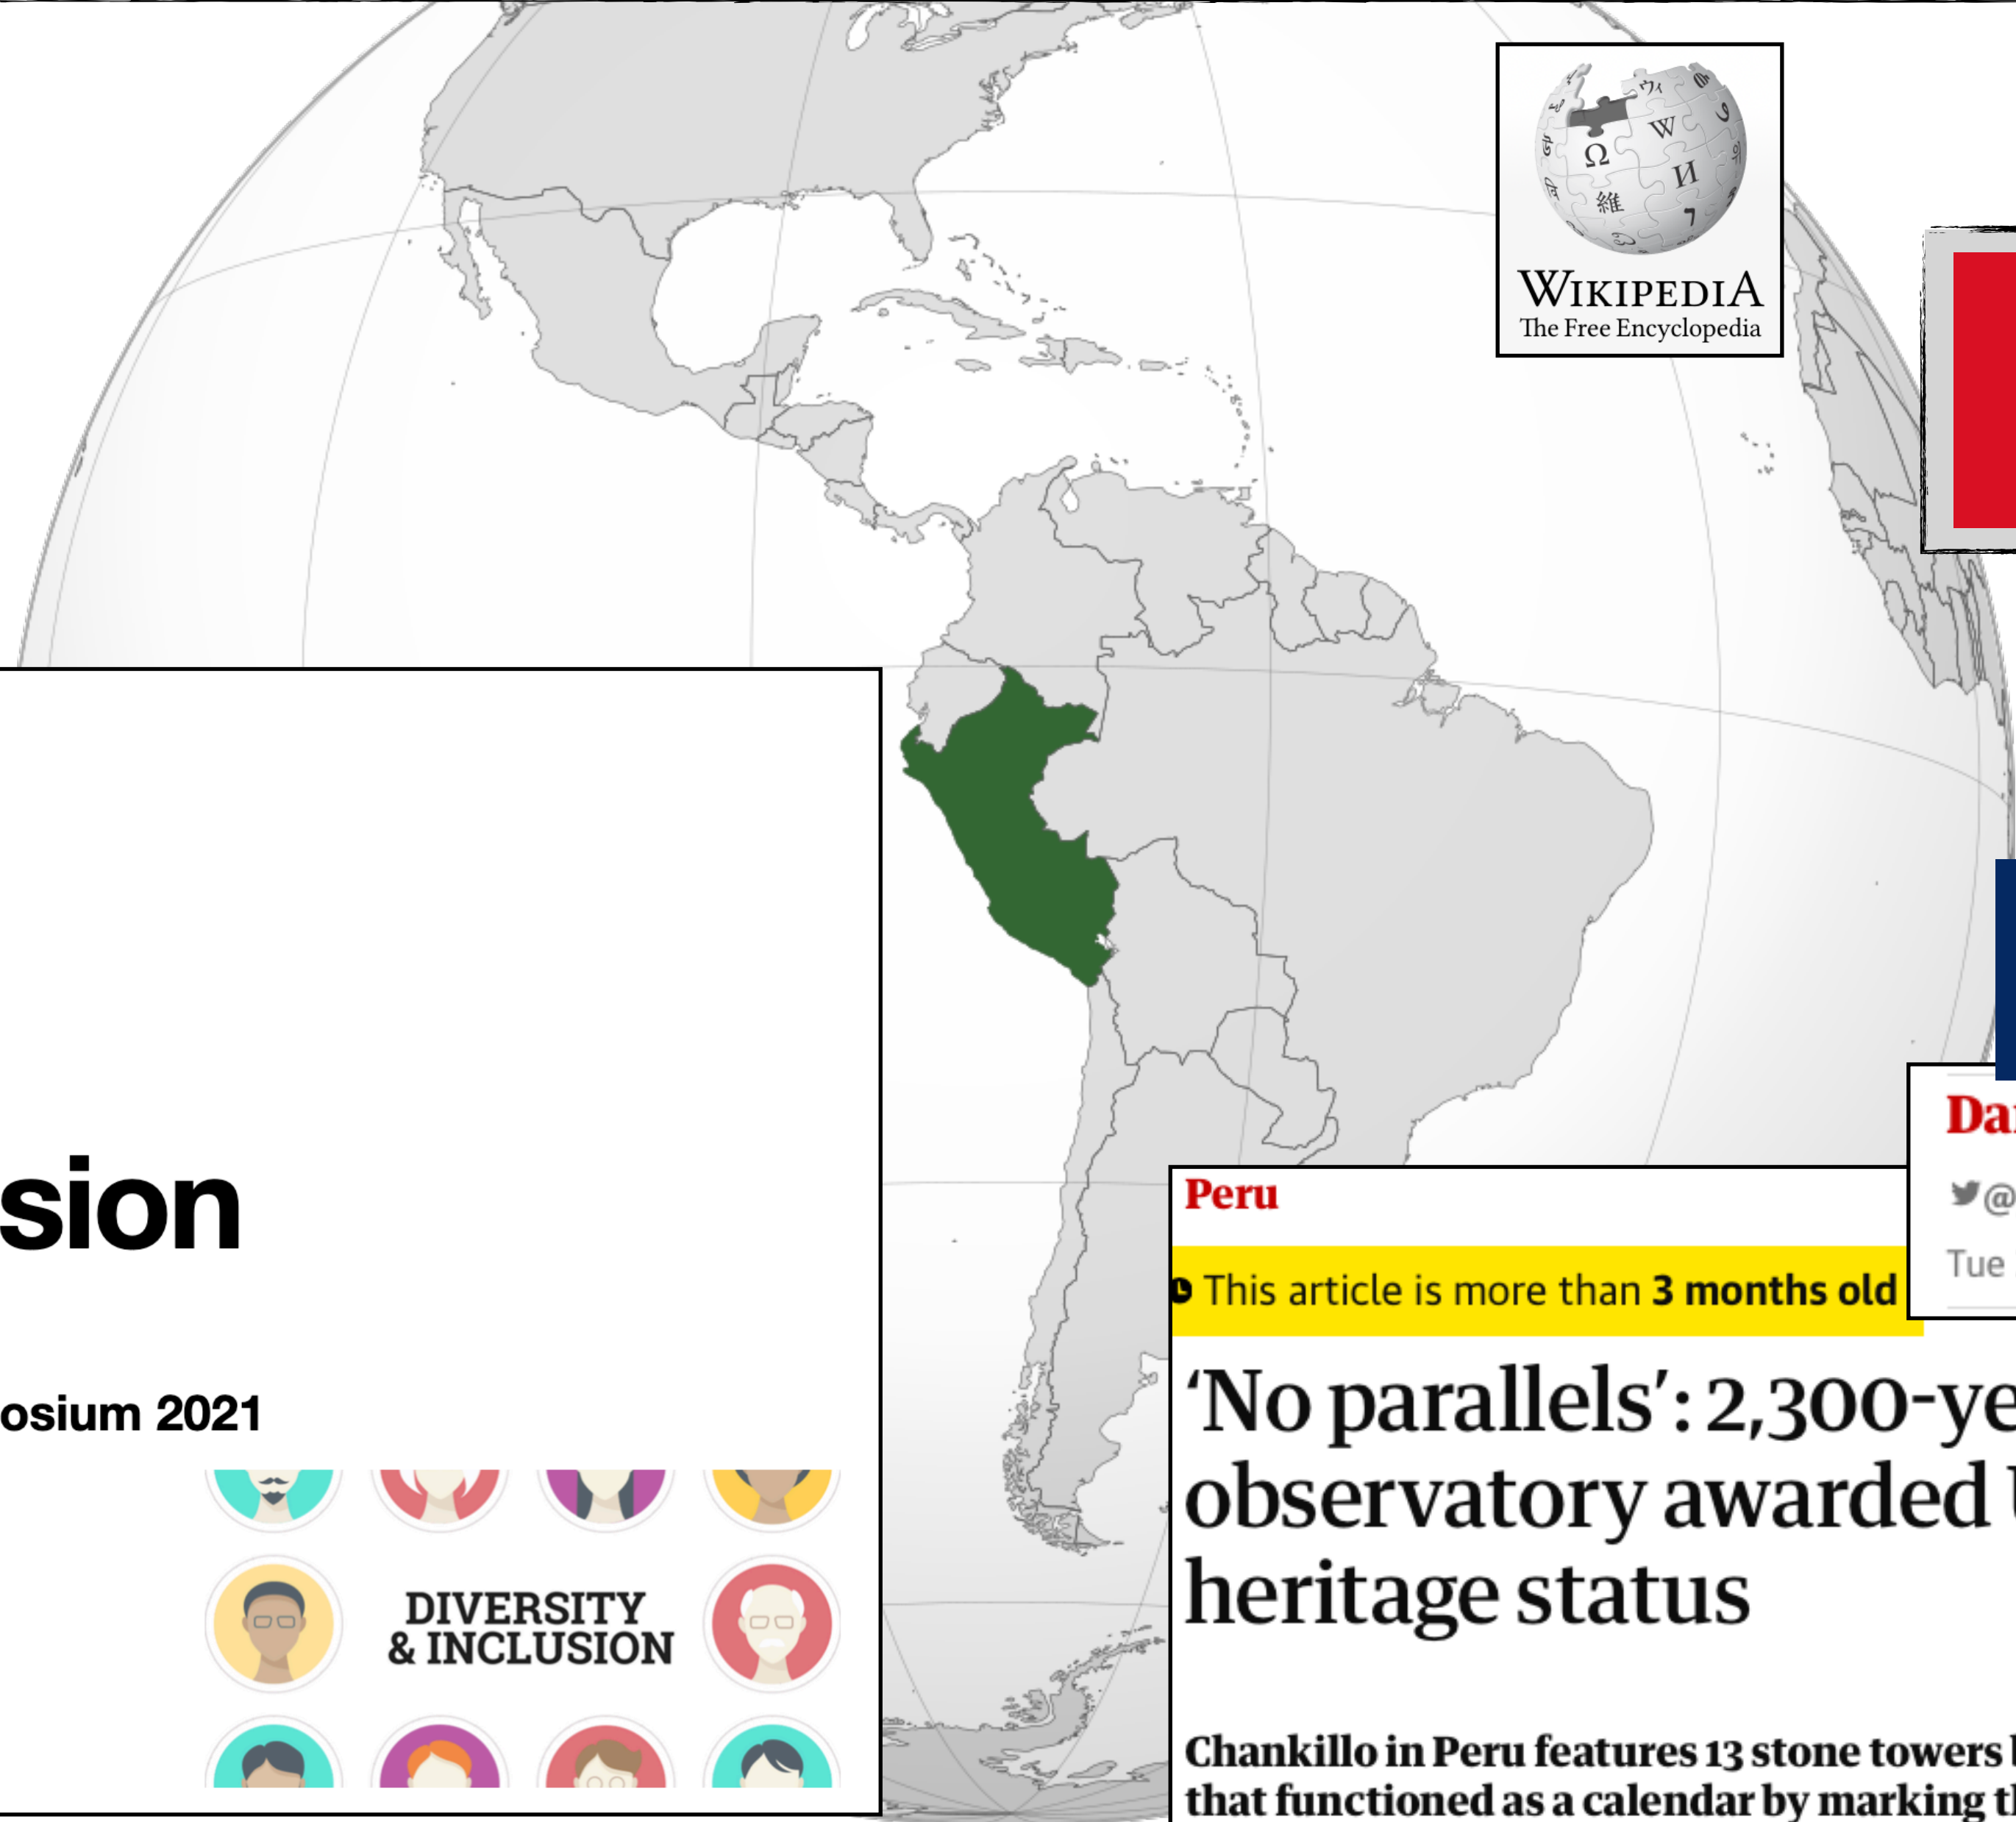 WIKIPEDIA
The Free Encyclopedia
sion
osium 2021
DIVERSITY
& INCLUSION
Peru
This article is more than 3 months old
'No parallels': 2,300-ye
observatory awarded
heritage status
Chankillo in Peru features 13 stone towers
that functioned as a calendar by marking
@
Tue